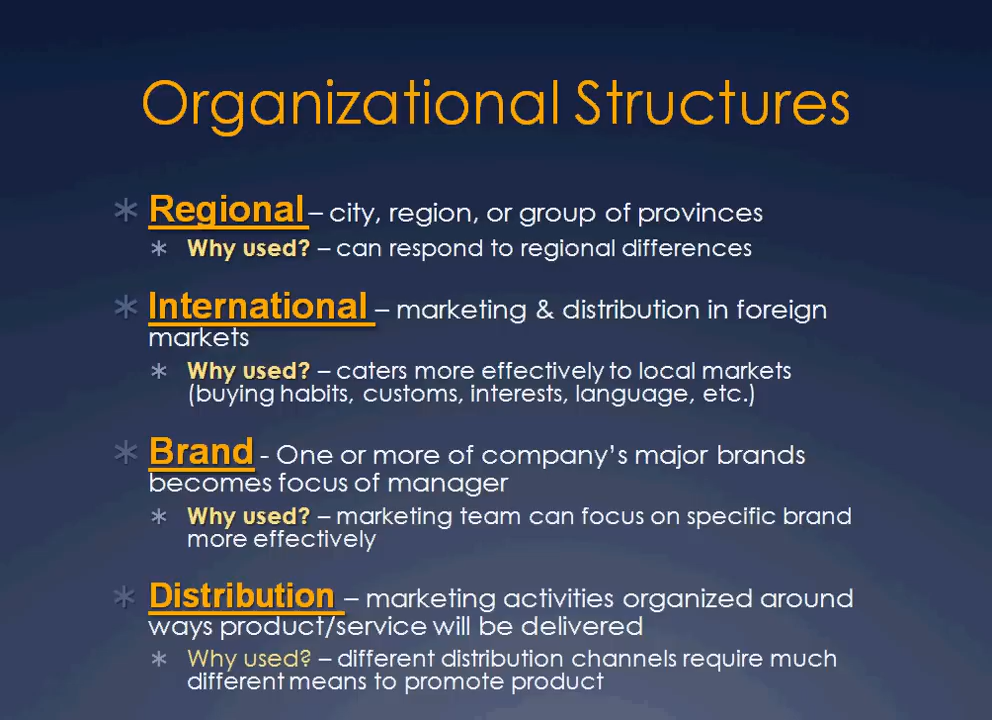 Organizational Structures
Regional – city, region, or group of provinces
Why used? – can respond to regional differences
International – marketing & distribution in foreign
markets
Why used? – caters more effectively to local markets
(buying habits, customs, interests, language, etc.)
Brand - One or more of company's major brands
becomes focus of manager
Why used? – marketing team can focus on specific brand
more effectively
Distribution – marketing activities organized around
ways product/service will be delivered
Why used? – different distribution channels require much
different means to promote product